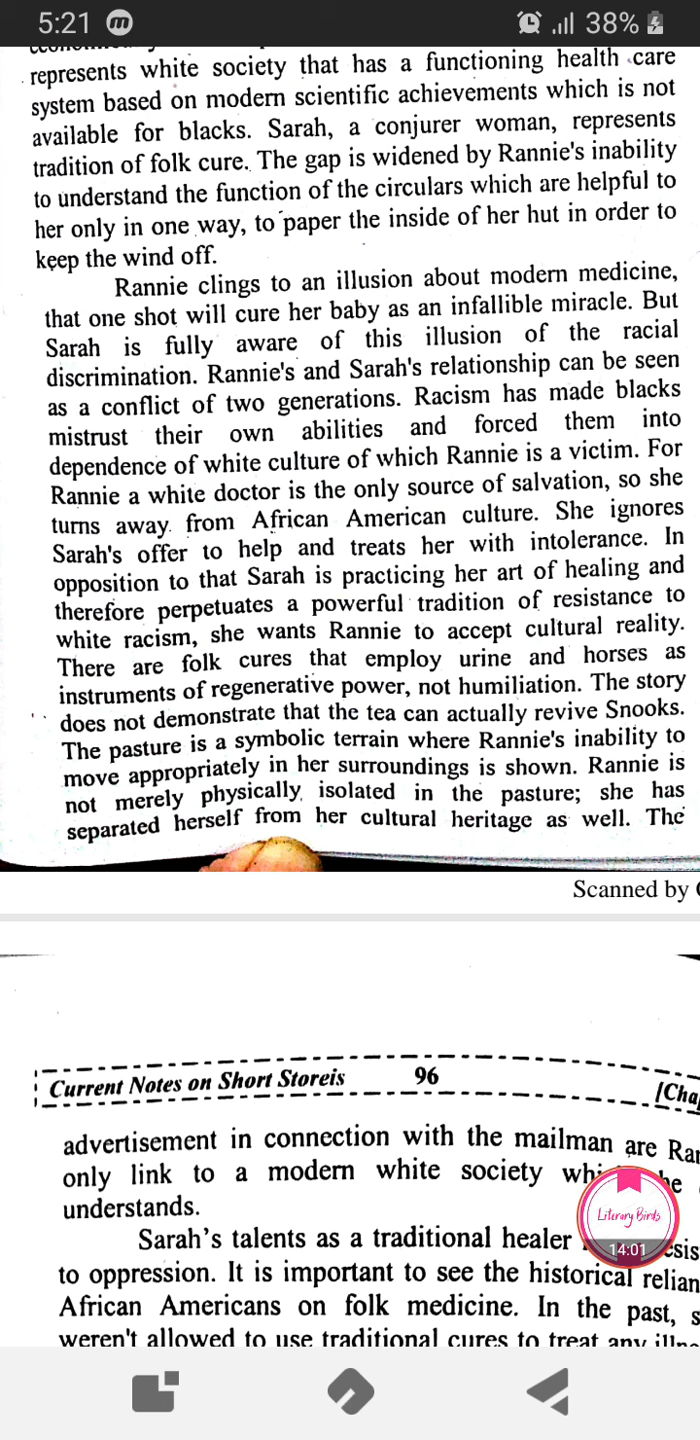 5:21 m 38%
represents white society that has a functioning health care
system based on modern scientific achievements which is not
available for blacks. Sarah, a conjurer woman, represents
tradition of folk cure. The gap is widened by Rannie's inability
to understand the function of the circulars which are helpful to
her only in one way, to paper the inside of her hut in order to
keep the wind off.
Rannie clings to an illusion about modern medicine,
that one shot will cure her baby as an infallible miracle. But
Sarah is fully aware of this illusion of the racial
discrimination. Rannie's and Sarah's relationship can be seen
as a conflict of two generations. Racism has made blacks
mistrust their own abilities and forced them into
dependence of white culture of which Rannie is a victim. For
Rannie a white doctor is the only source of salvation, so she
turns away from African American culture. She ignores
Sarah's offer to help and treats her with intolerance. In
opposition to that Sarah is practicing her art of healing and
therefore perpetuates a powerful tradition of resistance to
white racism, she wants Rannie to accept cultural reality.
There are folk cures that employ urine and horses as
instruments of regenerative power, not humiliation. The story
does not demonstrate that the tea can actually revive Snooks.
The pasture is a symbolic terrain where Rannie's inability to
move appropriately in her surroundings is shown. Rannie is
not merely physically isolated in the pasture; she has
separated herself from her cultural heritage as well. The
Scanned by
Current Notes on Short Storeis 96 [Cha
advertisement in connection with the mailman are Ra
only link to a modern white society
understands.
Literary Birds
14:01
Sarah's talents as a traditional healer
to oppression. It is important to see the historical relian
African Americans on folk medicine. In the past, s
weren't allowed to use traditional cures to treat any